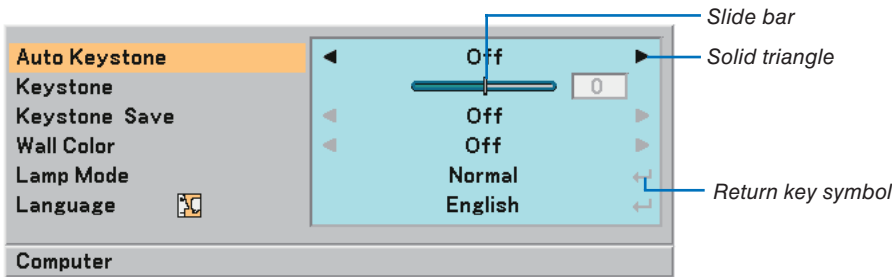 Slide bar
Auto Keystone Off Solid triangle
Keystone 0
Keystone Save Off
Wall Color Off
Lamp Mode Normal
Return key symbol
Language English
Computer